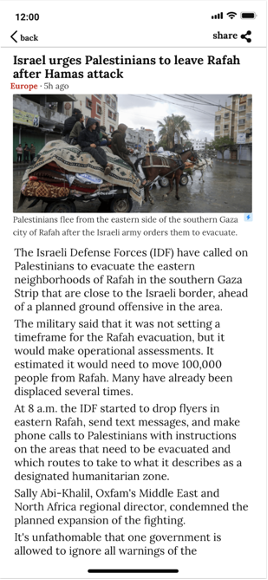 12:00
back
share
Israel urges Palestinians to leave Rafah
after Hamas attack
Europe · 5h ago
Palestinians flee from the eastern side of the southern Gaza
city of Rafah after the Israeli army orders them to evacuate.
The Israeli Defense Forces (IDF) have called on
Palestinians to evacuate the eastern
neighborhoods of Rafah in the southern Gaza
Strip that are close to the Israeli border, ahead
of a planned ground offensive in the area.
The military said that it was not setting a
timeframe for the Rafah evacuation, but it
would make operational assessments. It
estimated it would need to move 100,000
people from Rafah. Many have already been
displaced several times.
At 8 a.m. the IDF started to drop flyers in
eastern Rafah, send text messages, and make
phone calls to Palestinians with instructions
on the areas that need to be evacuated and
which routes to take to what it describes as a
designated humanitarian zone.
Sally Abi-Khalil, Oxfam's Middle East and
North Africa regional director, condemned the
planned expansion of the fighting.
It's unfathomable that one government is
allowed to ignore all warnings of the